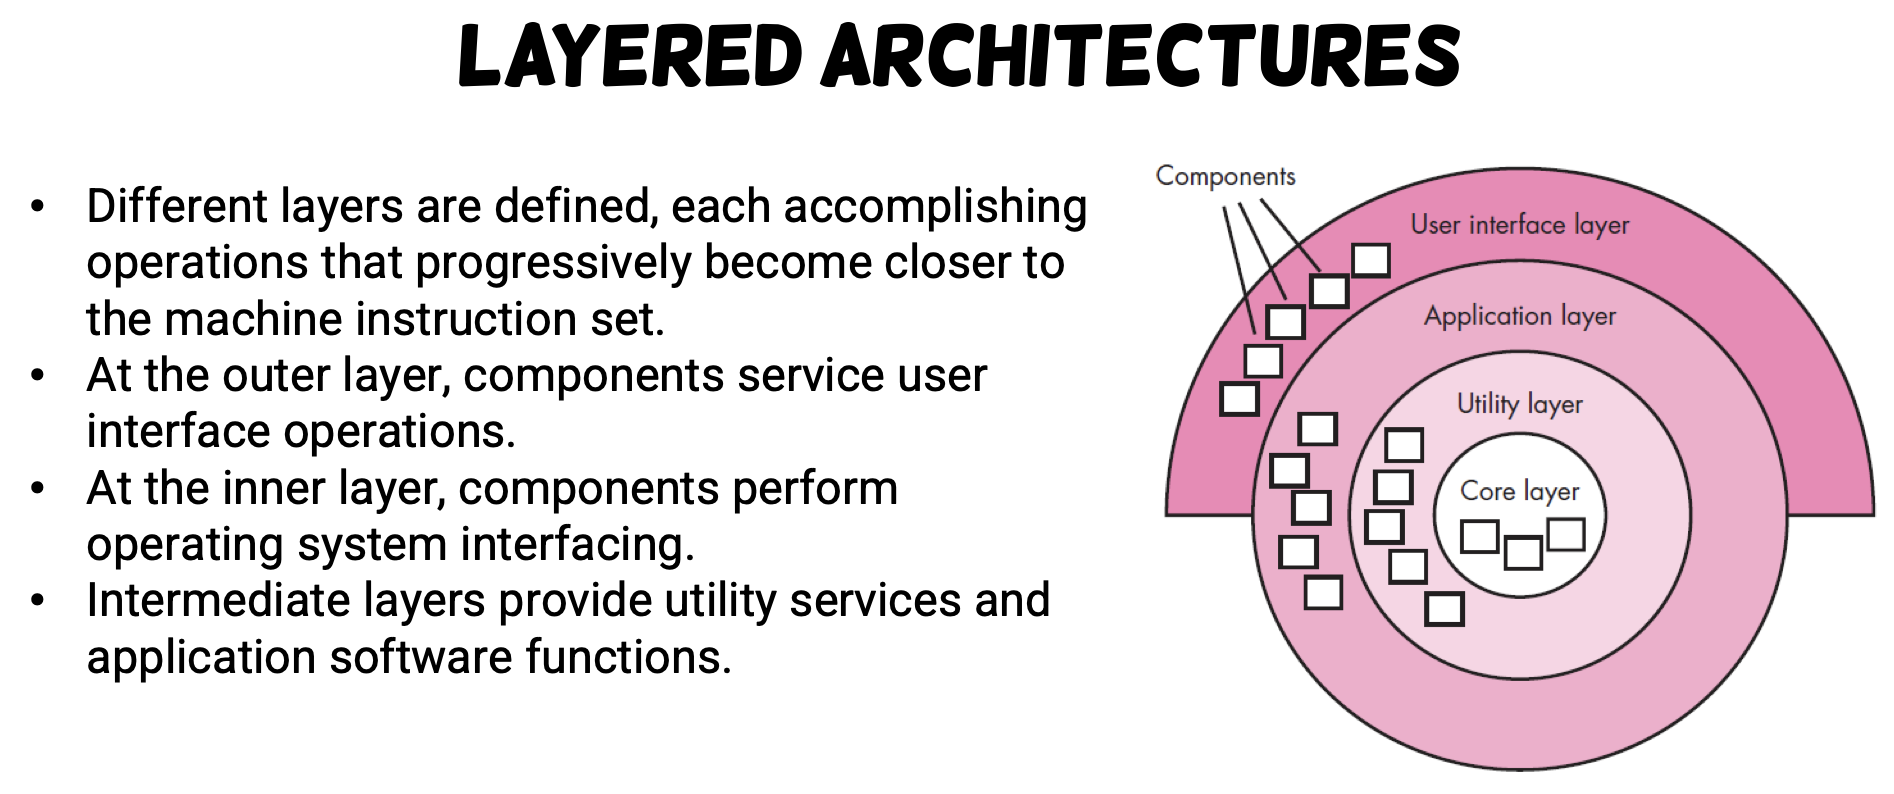 LAYERED ARCHITECTURES
• Different layers are defined, each accomplishing
operations that progressively become closer to
the machine instruction set.
• At the outer layer, components service user
interface operations.
• At the inner layer, components perform
operating system interfacing.
• Intermediate layers provide utility services and
application software functions.
Components
User interface layer
Application layer
Utility layer
Core layer